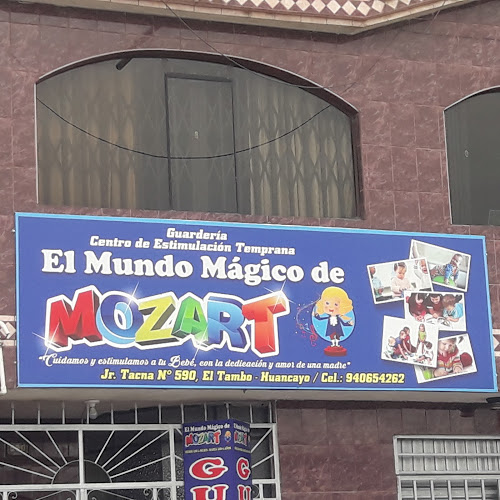 Guardería
Centro de Estimulación Temprana
El Mundo Mágico de
MOZART
"Cuidamos y estimulamos a tu Bebé, con la dedicación y amor de una madre"
Jr. Tacna N° 590, El Tambo - Huancayo / Cel.: 940654262
El Mundo Mágico de
MOZART
G
U
MOZART
G
U